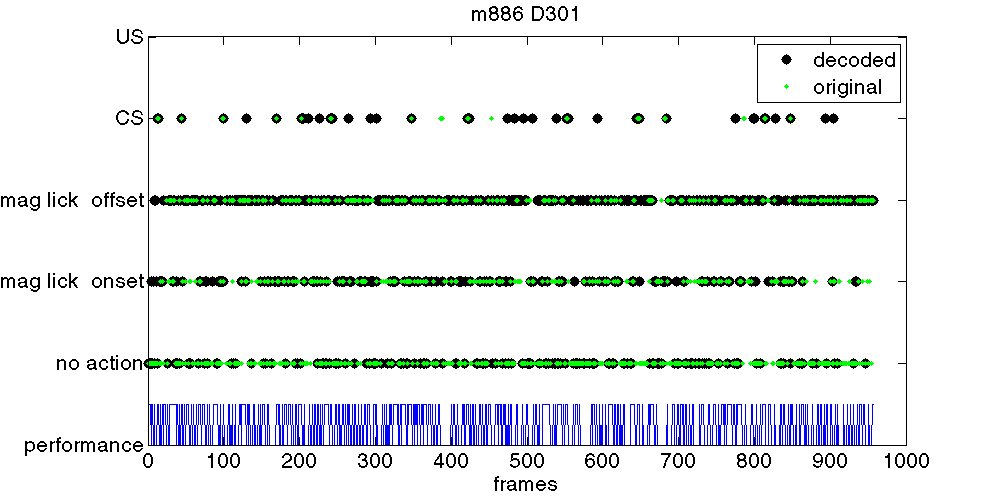 m886 D301
US
decoded
original
CS
mag lick offset
mag lick onset
no action
performance
0 100 200 300 400 500 600 700 800 900 1000
frames